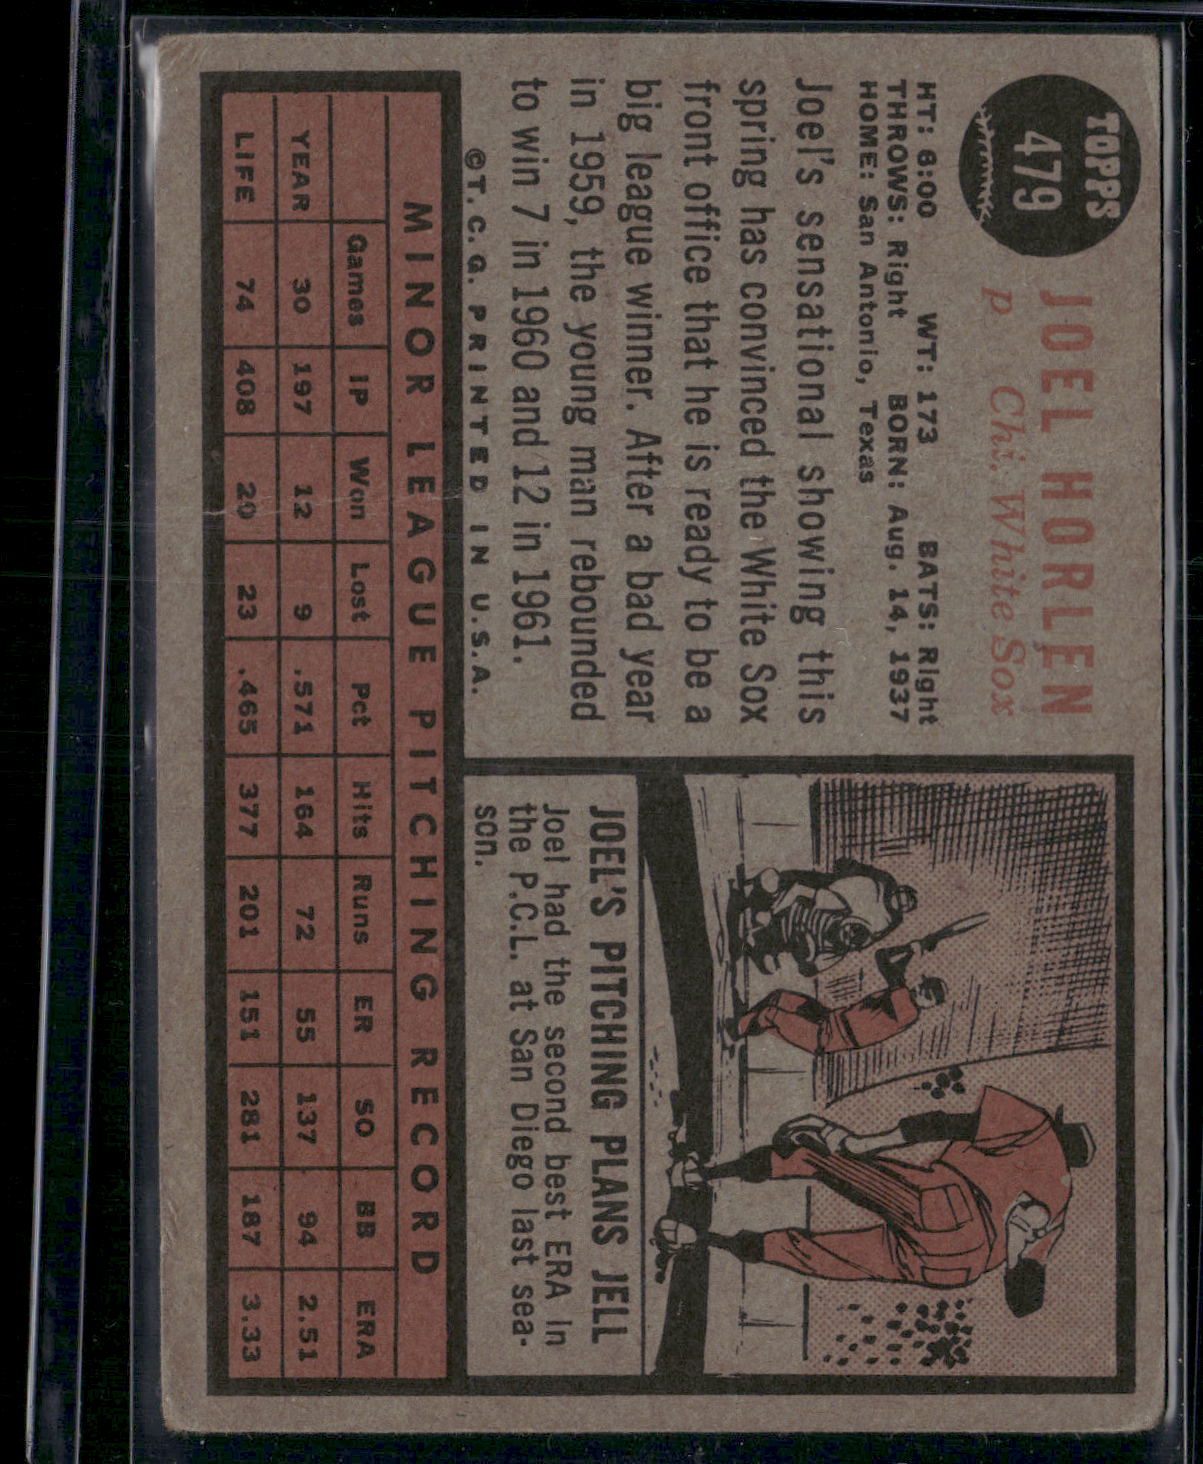 TOPPS
479
JOEL HORLEN
p Chi. White Sox
HT: 6:00 WT: 173 BATS: Right
THROWS: Right BORN: Aug. 14, 1937
HOME: San Antonio, Texas
Joel's sensational showing this
spring has convinced the White Sox
front office that he is ready to be a
big league winner. After a bad year
in 1959, the young man rebounded
to win 7 in 1960 and 12 in 1961.
©T.C.G. PRINTED IN U.S.A.
JOEL'S PITCHING PLANS JELL
Joel had the second best ERA in
the P.C.L. at San Diego last sea-
son.
MINOR LEAGUE PITCHING RECORD
Games IP Won Lost Pct Hits Runs ER SO BB ERA
YEAR 30 197 12 9 .571 164 72 55 137 94 2.51
LIFE 74 408 20 23 .465 377 201 151 281 187 3.33